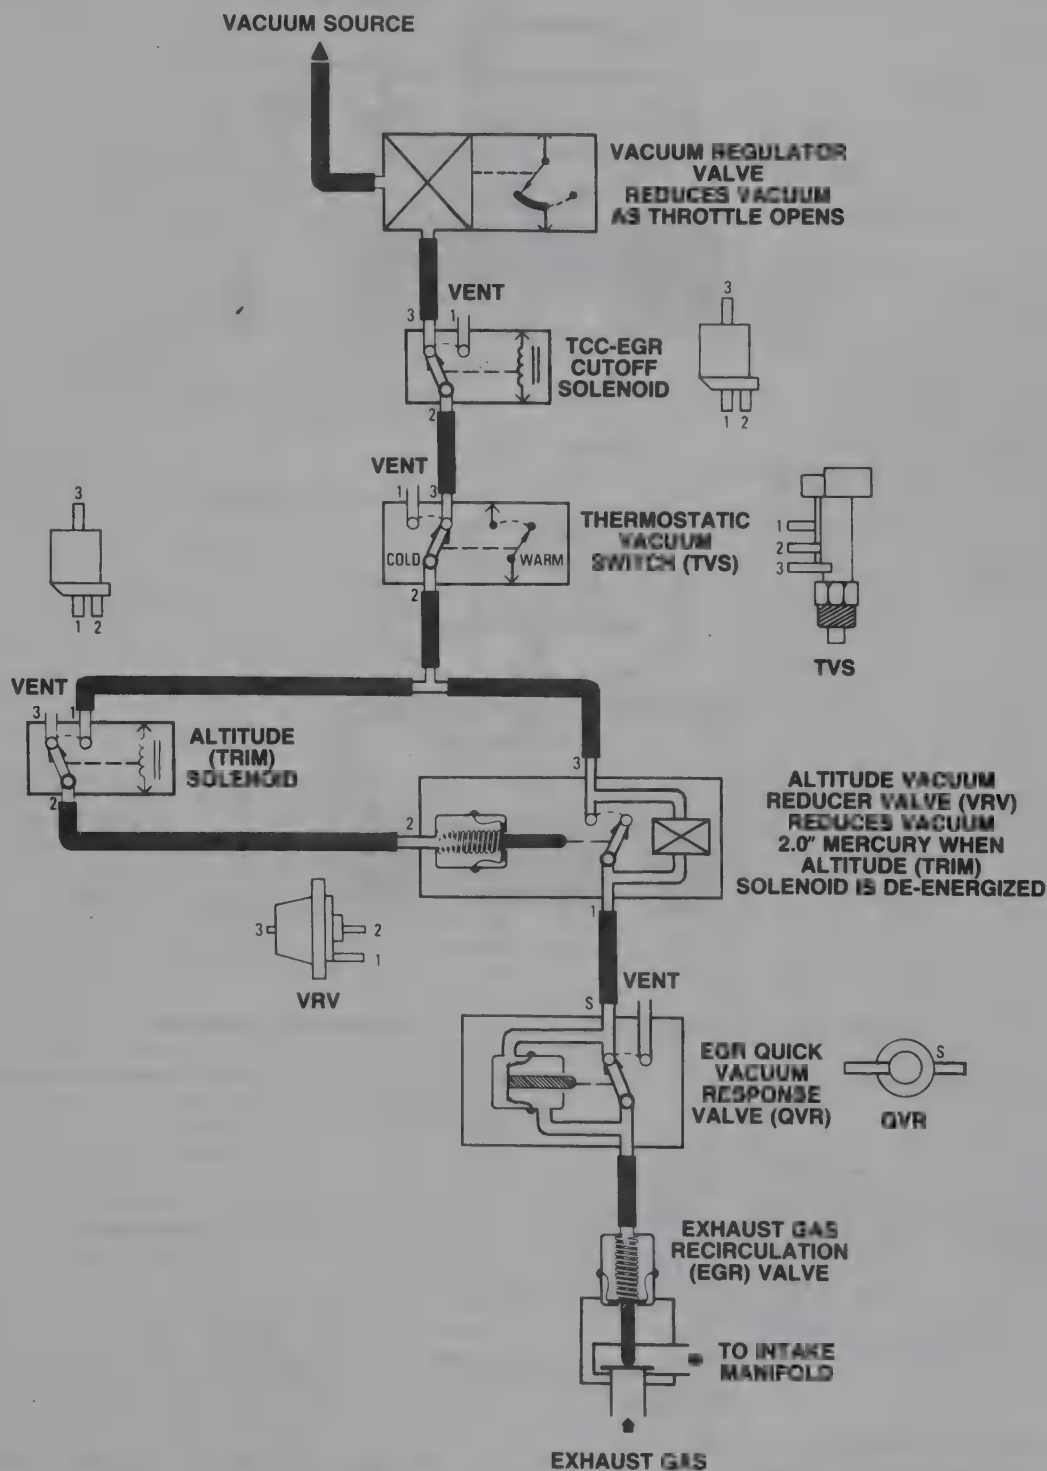 VACUUM SOURCE
VACUUM REGULATOR
VALVE
REDUCES VACUUM
AS THROTTLE OPENS
VENT
3
1
TCC-EGR
CUTOFF
SOLENOID
2
3
1 2
VENT
1
3
COLD
WARM
2
THERMOSTATIC
VACUUM
SWITCH (TVS)
1
2
3
TVS
3
1 2
VENT
3
1
2
ALTITUDE
(TRIM)
SOLENOID
3
2
1
ALTITUDE VACUUM
REDUCER VALVE (VRV)
REDUCES VACUUM
2.0" MERCURY WHEN
ALTITUDE (TRIM)
SOLENOID IS DE-ENERGIZED
3
2
1
VRV
S
VENT
EGR QUICK
VACUUM
RESPONSE
VALVE (QVR)
S
QVR
EXHAUST GAS
RECIRCULATION
(EGR) VALVE
TO INTAKE
MANIFOLD
EXHAUST GAS